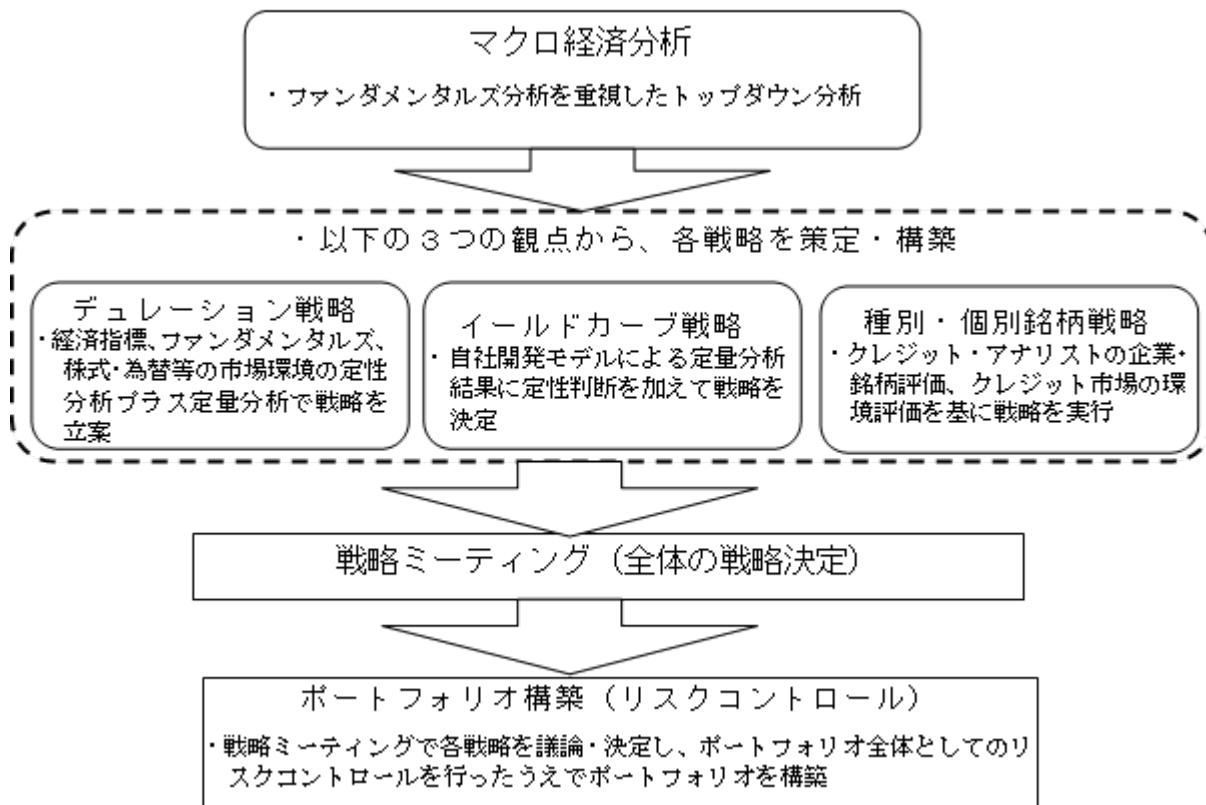 マクロ経済分析
・ファンダメンタルズ分析を重視したトップダウン分析
・以下の３つの観点から、各戦略を策定・構築
デュレーション戦略
・経済指標、ファンダメンタルズ、
株式・為替等の市場環境の定性
分析プラス定量分析で戦略を
立案
イールドカーブ戦略
・自社開発モデルによる定量分析
結果に定性判断を加えて戦略を
決定
種別・個別銘柄戦略
・クレジット・アナリストの企業・
銘柄評価、クレジット市場の環
境評価を基に戦略を実行
戦略ミーティング（全体の戦略決定）
ポートフォリオ構築（リスクコントロール）
・戦略ミーティングで各戦略を議論・決定し、ポートフォリオ全体としてのリ
スクコントロールを行ったうえでポートフォリオを構築